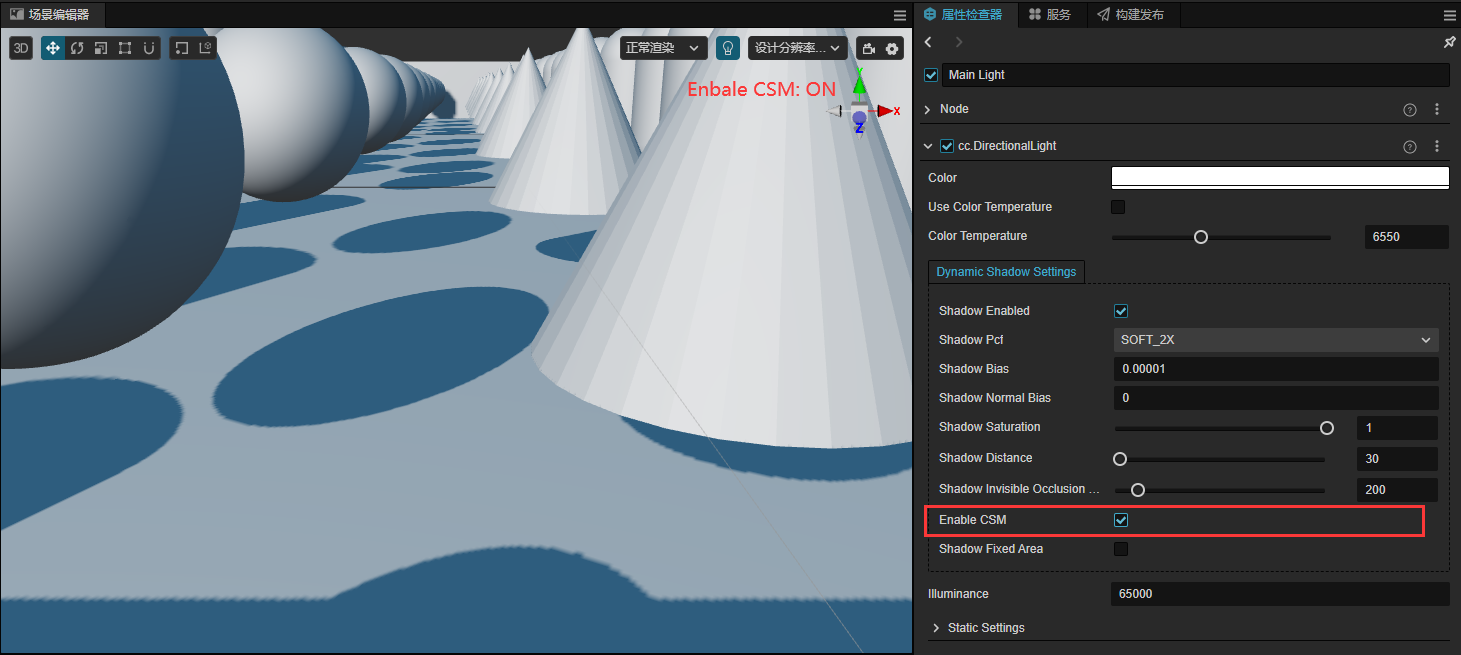 场景编辑器
3D
正常渲染
设计分辨率...
Enbale CSM: ON
Y
X
Z
属性检查器
服务
构建发布
Main Light
Node
cc.DirectionalLight
Color
Use Color Temperature
Color Temperature
6550
Dynamic Shadow Settings
Shadow Enabled
Shadow Pcf
SOFT_2X
Shadow Bias
0.00001
Shadow Normal Bias
0
Shadow Saturation
1
Shadow Distance
30
Shadow Invisible Occlusion ...
200
Enable CSM
Shadow Fixed Area
Illuminance
65000
Static Settings